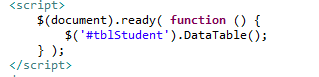 <script>
    $(document).ready( function () {
        $('#tblStudent').DataTable();
    } );
</script>